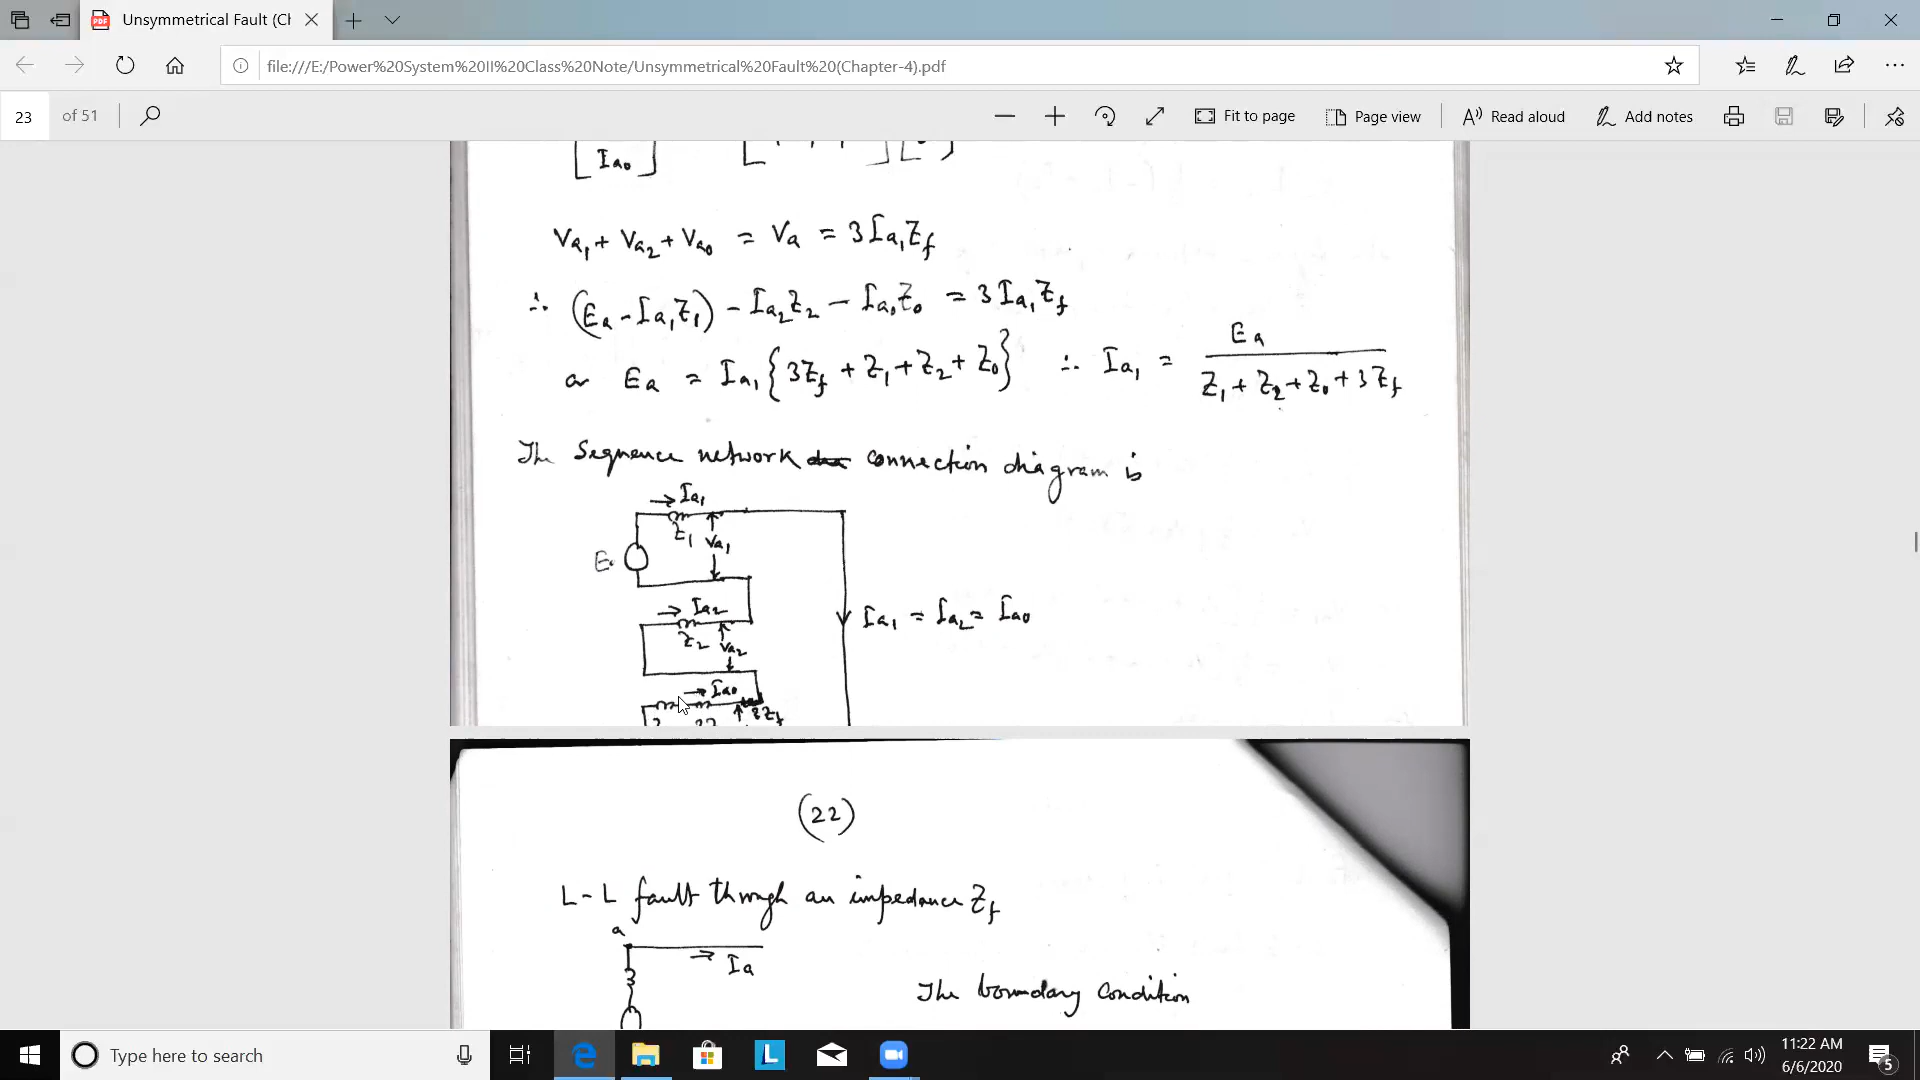 Unsymmetrical Fault (Ch
file:///E:/Power%20System%20II%20Class%20Note/Unsymmetrical%20Fault%20(Chapter-4).pdf
23 of 51
Fit to page
Page view
Read aloud
Add notes
Ia0
Va1 + Va2 + Va0 = Va = 3Ia1Zf
∴ (Ea - Ia1Z1) - Ia2Z2 - Ia0Z0 = 3Ia1Zf
or Ea = Ia1 {3Zf + Z1 + Z2 + Z0} ∴ Ia1 = Ea / Z1 + Z2 + Z0 + 3Zf
The Sequence network connection diagram is
Ia1
Z1
Va1
E
Ia2
Z2
Va2
Ia1 = Ia2 = Ia0
Ia0
3Zf
(22)
L-L fault through an impedance Zf
a
Ia
The boundary condition
Type here to search
11:22 AM
6/6/2020
5